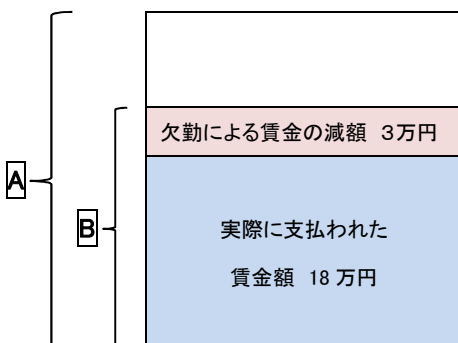 欠勤による賃金の減額 3万円
A
B
実際に支払われた
賃金額 18 万円